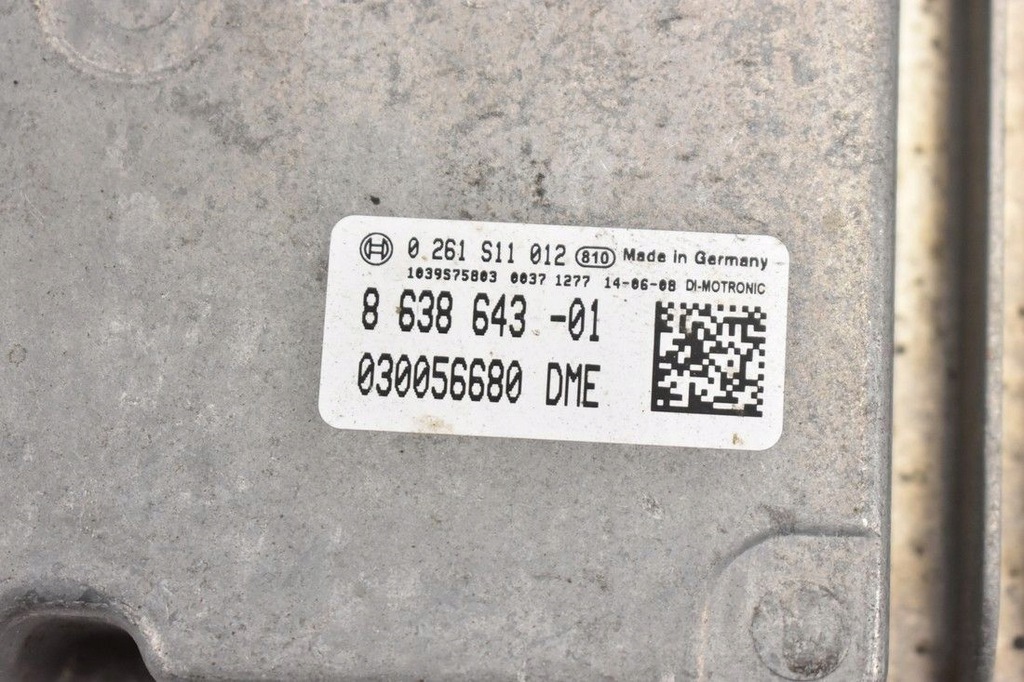 0 261 S11 012 810 Made in Germany
1039S75803 0037 1277 14-06-08 DI-MOTRONIC
8 638 643 -01
030056680 DME